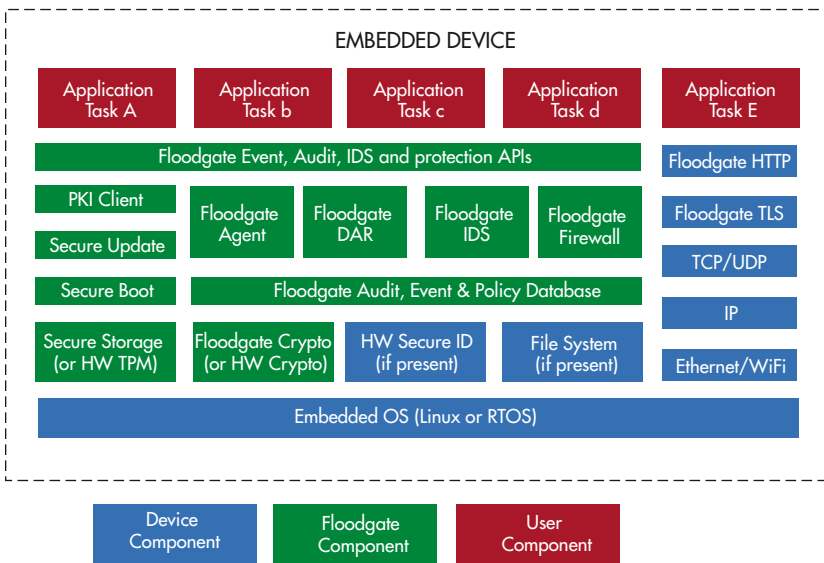 EMBEDDED DEVICE
Application
Task A
Application
Task b
Application
Task c
Application
Task d
Application
Task E
Floodgate Event, Audit, IDS and protection APIs
Floodgate HTTP
PKI Client
Floodgate
Agent
Floodgate
DAR
Floodgate
IDS
Floodgate
Firewall
Floodgate TLS
Secure Update
TCP/UDP
Secure Boot
Floodgate Audit, Event & Policy Database
IP
Secure Storage
(or HW TPM)
Floodgate Crypto
(or HW Crypto)
HW Secure ID
(if present)
File System
(if present)
Ethernet/WiFi
Embedded OS (Linux or RTOS)
Device
Component
Floodgate
Component
User
Component